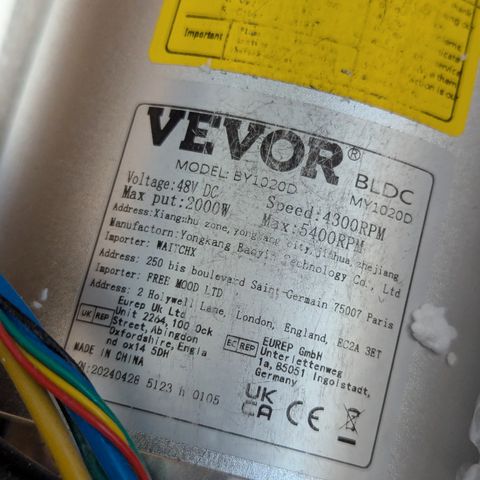 Important
VEVOR®
BLDC
MODEL: BY1020D MY1020D
Voltage:48V DC Speed:4300RPM
Max put:2000W Max:5400RPM
Address:Xiangzhu zone,yongkang city,jinhua,zhejiang
Manufactorn:Yongkang Baoyi Technology Co., Ltd
Importer: WAITCHX
Address: 250 bis boulevard Saint-Germain 75007 Paris
Importer: FREE MOOD LTD
Address: 2 Holywell Lane, London, England, EC2A 3ET
UK REP
Eurep UK Ltd
Unit 2264,100 Ock
Street,Abingdon
Oxfordshire,Engla
nd ox14 5DH
EC REP
EUREP GmbH
Unterlettenweg
1a,85051 Ingolstadt,
Germany
MADE IN CHINA
:20240428 5123 h 0105
UK
CA
CE